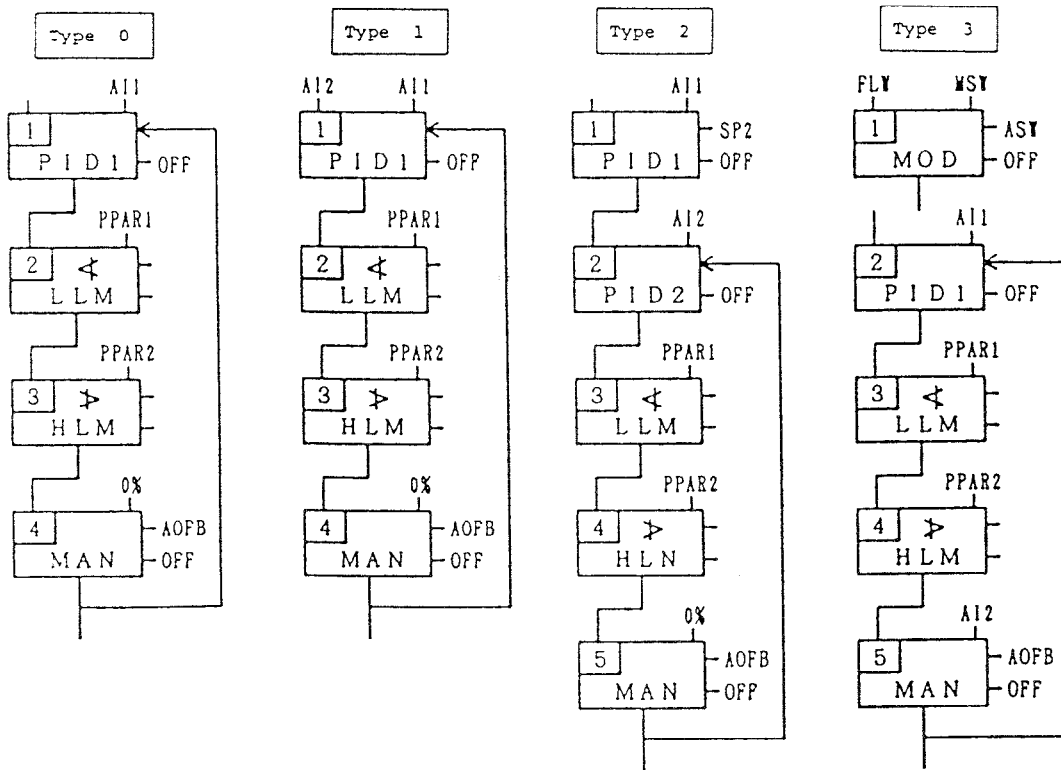 Type 0
AI1
1
PID1
OFF
PPAR1
2
∢
LLM
PPAR2
3
HLM
0%
4
AOFB
MAN
OFF
Type 1
AI2 AI1
1
PID1
OFF
PPAR1
2
∢
LLM
PPAR2
3
HLM
0%
4
AOFB
MAN
OFF
Type 2
AI1
1
SP2
PID1
OFF
AI2
2
PID2
OFF
PPAR1
3
∢
LLM
PPAR2
4
HLN
0%
5
AOFB
MAN
OFF
Type 3
FLW MSW
1
ASW
MOD
OFF
AI1
2
PID1
OFF
PPAR1
3
∢
LLM
PPAR2
4
HLM
AI2
5
AOFB
MAN
OFF